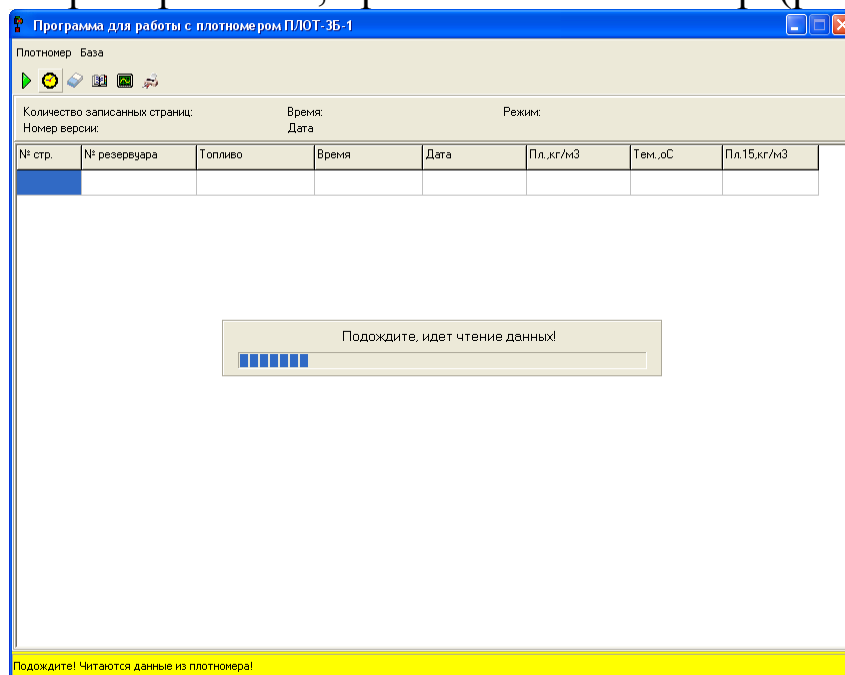 Программа для работы с плотномером ПЛОТ-3Б-1
Плотномер База
Количество записанных страниц: Время: Режим:
Номер версии: Дата
№ стр. № резервуара Топливо Время Дата Пл.,кг/м3 Тем.,оС Пл.15,кг/м3
Подождите, идет чтение данных!
Подождите! Читаются данные из плотномера!